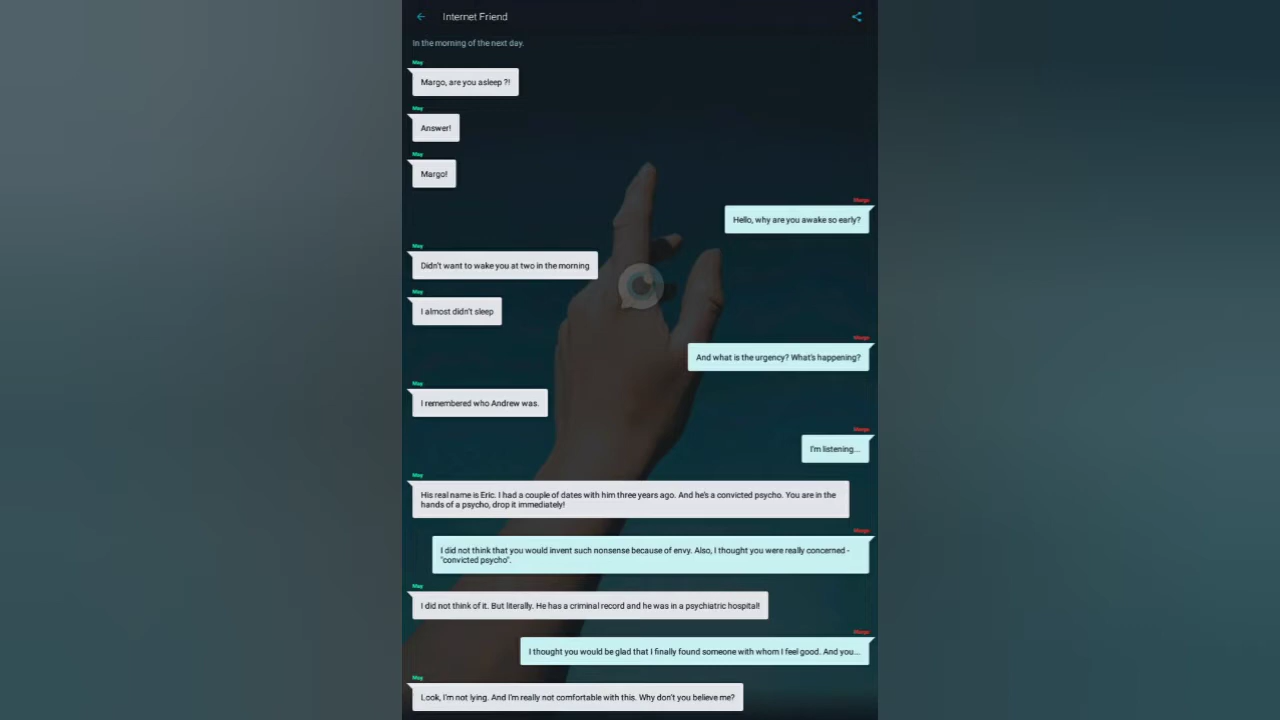 Internet Friend
In the morning of the next day.
May
Margo, are you asleep ?!
May
Answer!
May
Margo!
Margo
Hello, why are you awake so early?
May
Didn't want to wake you at two in the morning
May
I almost didn't sleep
Margo
And what is the urgency? What's happening?
May
I remembered who Andrew was.
Margo
I'm listening...
May
His real name is Eric. I had a couple of dates with him three years ago. And he's a convicted psycho. You are in the
hands of a psycho, drop it immediately!
Margo
I did not think that you would invent such nonsense because of envy. Also, I thought you were really concerned -
"convicted psycho".
May
I did not think of it. But literally. He has a criminal record and he was in a psychiatric hospital!
Margo
I thought you would be glad that I finally found someone with whom I feel good. And you...
May
Look, I'm not lying. And I'm really not comfortable with this. Why don't you believe me?